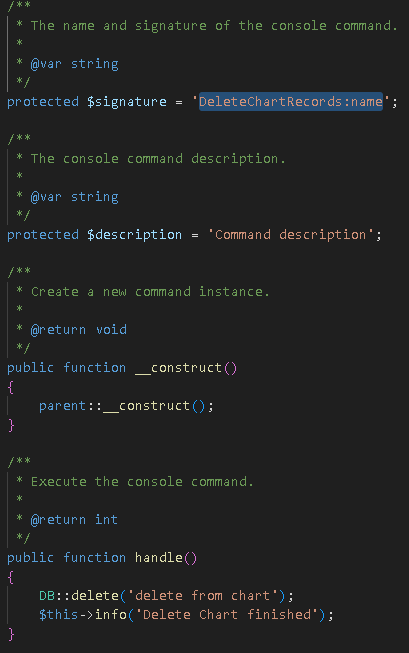 /**
 * The name and signature of the console command.
 *
 * @var string
 */
protected $signature = 'DeleteChartRecords:name';
/**
 * The console command description.
 *
 * @var string
 */
protected $description = 'Command description';
/**
 * Create a new command instance.
 *
 * @return void
 */
public function __construct()
{
    parent::__construct();
}
/**
 * Execute the console command.
 *
 * @return int
 */
public function handle()
{
    DB::delete('delete from chart');
    $this->info('Delete Chart finished');
}